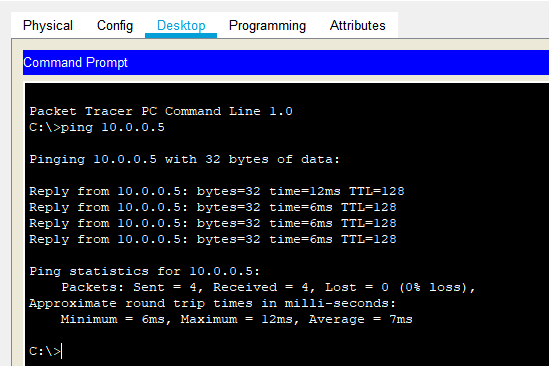 Physical Config Desktop Programming Attributes
Command Prompt
Packet Tracer PC Command Line 1.0
C:\>ping 10.0.0.5
Pinging 10.0.0.5 with 32 bytes of data:
Reply from 10.0.0.5: bytes=32 time=12ms TTL=128
Reply from 10.0.0.5: bytes=32 time=6ms TTL=128
Reply from 10.0.0.5: bytes=32 time=6ms TTL=128
Reply from 10.0.0.5: bytes=32 time=6ms TTL=128
Ping statistics for 10.0.0.5:
Packets: Sent = 4, Received = 4, Lost = 0 (0% loss),
Approximate round trip times in milli-seconds:
Minimum = 6ms, Maximum = 12ms, Average = 7ms
C:\>